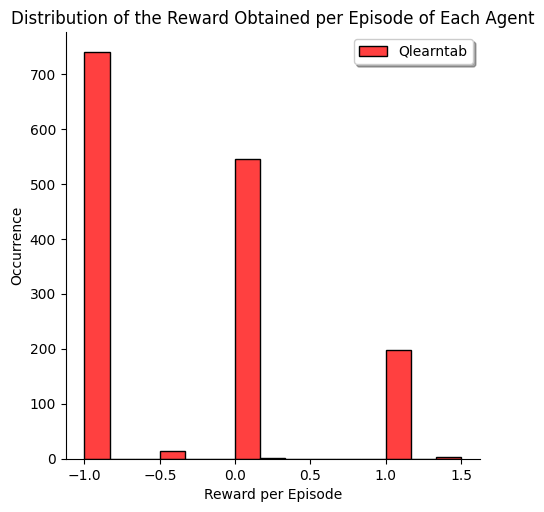 Distribution of the Reward Obtained per Episode of Each Agent
Qlearntab
700
600
500
400
300
200
100
0
Occurrence
−1.0 −0.5 0.0 0.5 1.0 1.5
Reward per Episode